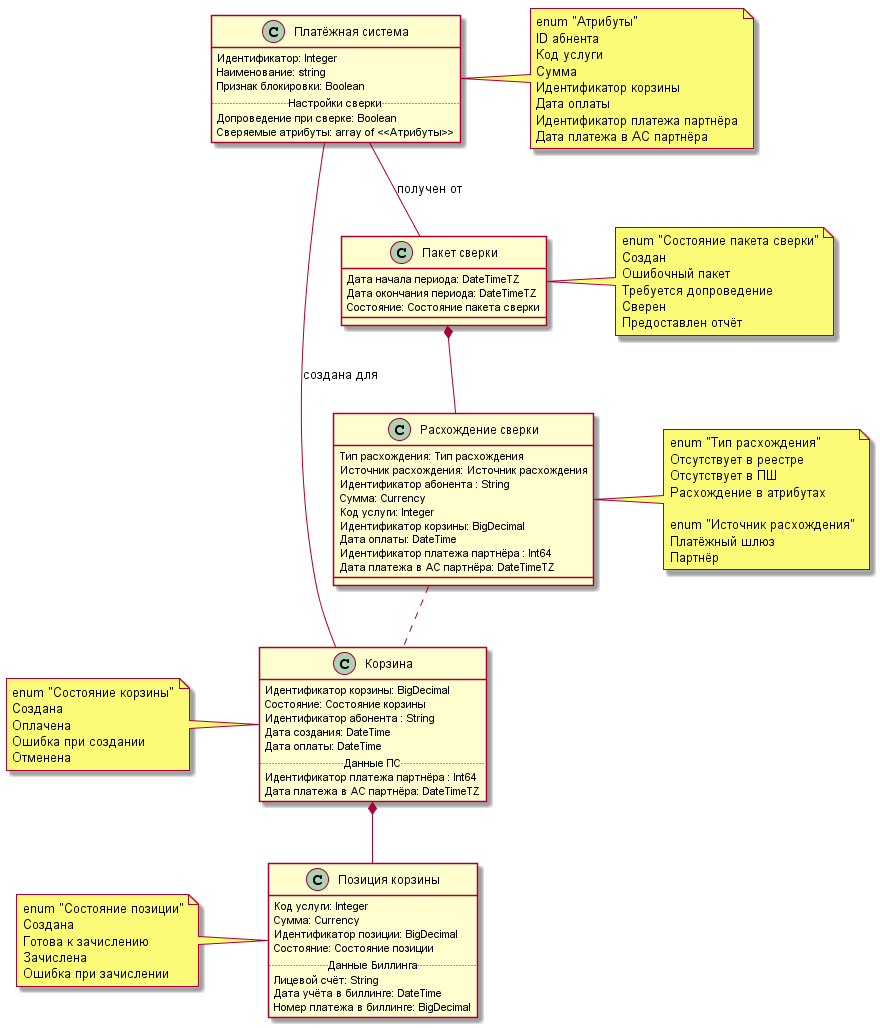 C Платёжная система
Идентификатор: Integer
Наименование: string
Признак блокировки: Boolean
Настройки сверки
Допроведение при сверке: Boolean
Сверяемые атрибуты: array of <<Атрибуты>>
enum "Атрибуты"
ID абнента
Код услуги
Сумма
Идентификатор корзины
Дата оплаты
Идентификатор платежа партнёра
Дата платежа в АС партнёра
получен от
C Пакет сверки
Дата начала периода: DateTimeTZ
Дата окончания периода: DateTimeTZ
Состояние: Состояние пакета сверки
enum "Состояние пакета сверки"
Создан
Ошибочный пакет
Требуется допроведение
Сверен
Предоставлен отчёт
создана для
C Расхождение сверки
Тип расхождения: Тип расхождения
Источник расхождения: Источник расхождения
Идентификатор абонента : String
Сумма: Currency
Код услуги: Integer
Идентификатор корзины: BigDecimal
Дата оплаты: DateTime
Идентификатор платежа партнёра : Int64
Дата платежа в АС партнёра: DateTimeTZ
enum "Тип расхождения"
Отсутствует в реестре
Отсутствует в ПШ
Расхождение в атрибутах
enum "Источник расхождения"
Платёжный шлюз
Партнёр
C Корзина
Идентификатор корзины: BigDecimal
Состояние: Состояние корзины
Идентификатор абонента : String
Дата создания: DateTime
Дата оплаты: DateTime
Данные ПС
Идентификатор платежа партнёра : Int64
Дата платежа в АС партнёра: DateTimeTZ
enum "Состояние корзины"
Создана
Оплачена
Ошибка при создании
Отменена
C Позиция корзины
Код услуги: Integer
Сумма: Currency
Идентификатор позиции: BigDecimal
Состояние: Состояние позиции
Данные Биллинга
Лицевой счёт: String
Дата учёта в биллинге: DateTime
Номер платежа в биллинге: BigDecimal
enum "Состояние позиции"
Создана
Готова к зачислению
Зачислена
Ошибка при зачислении